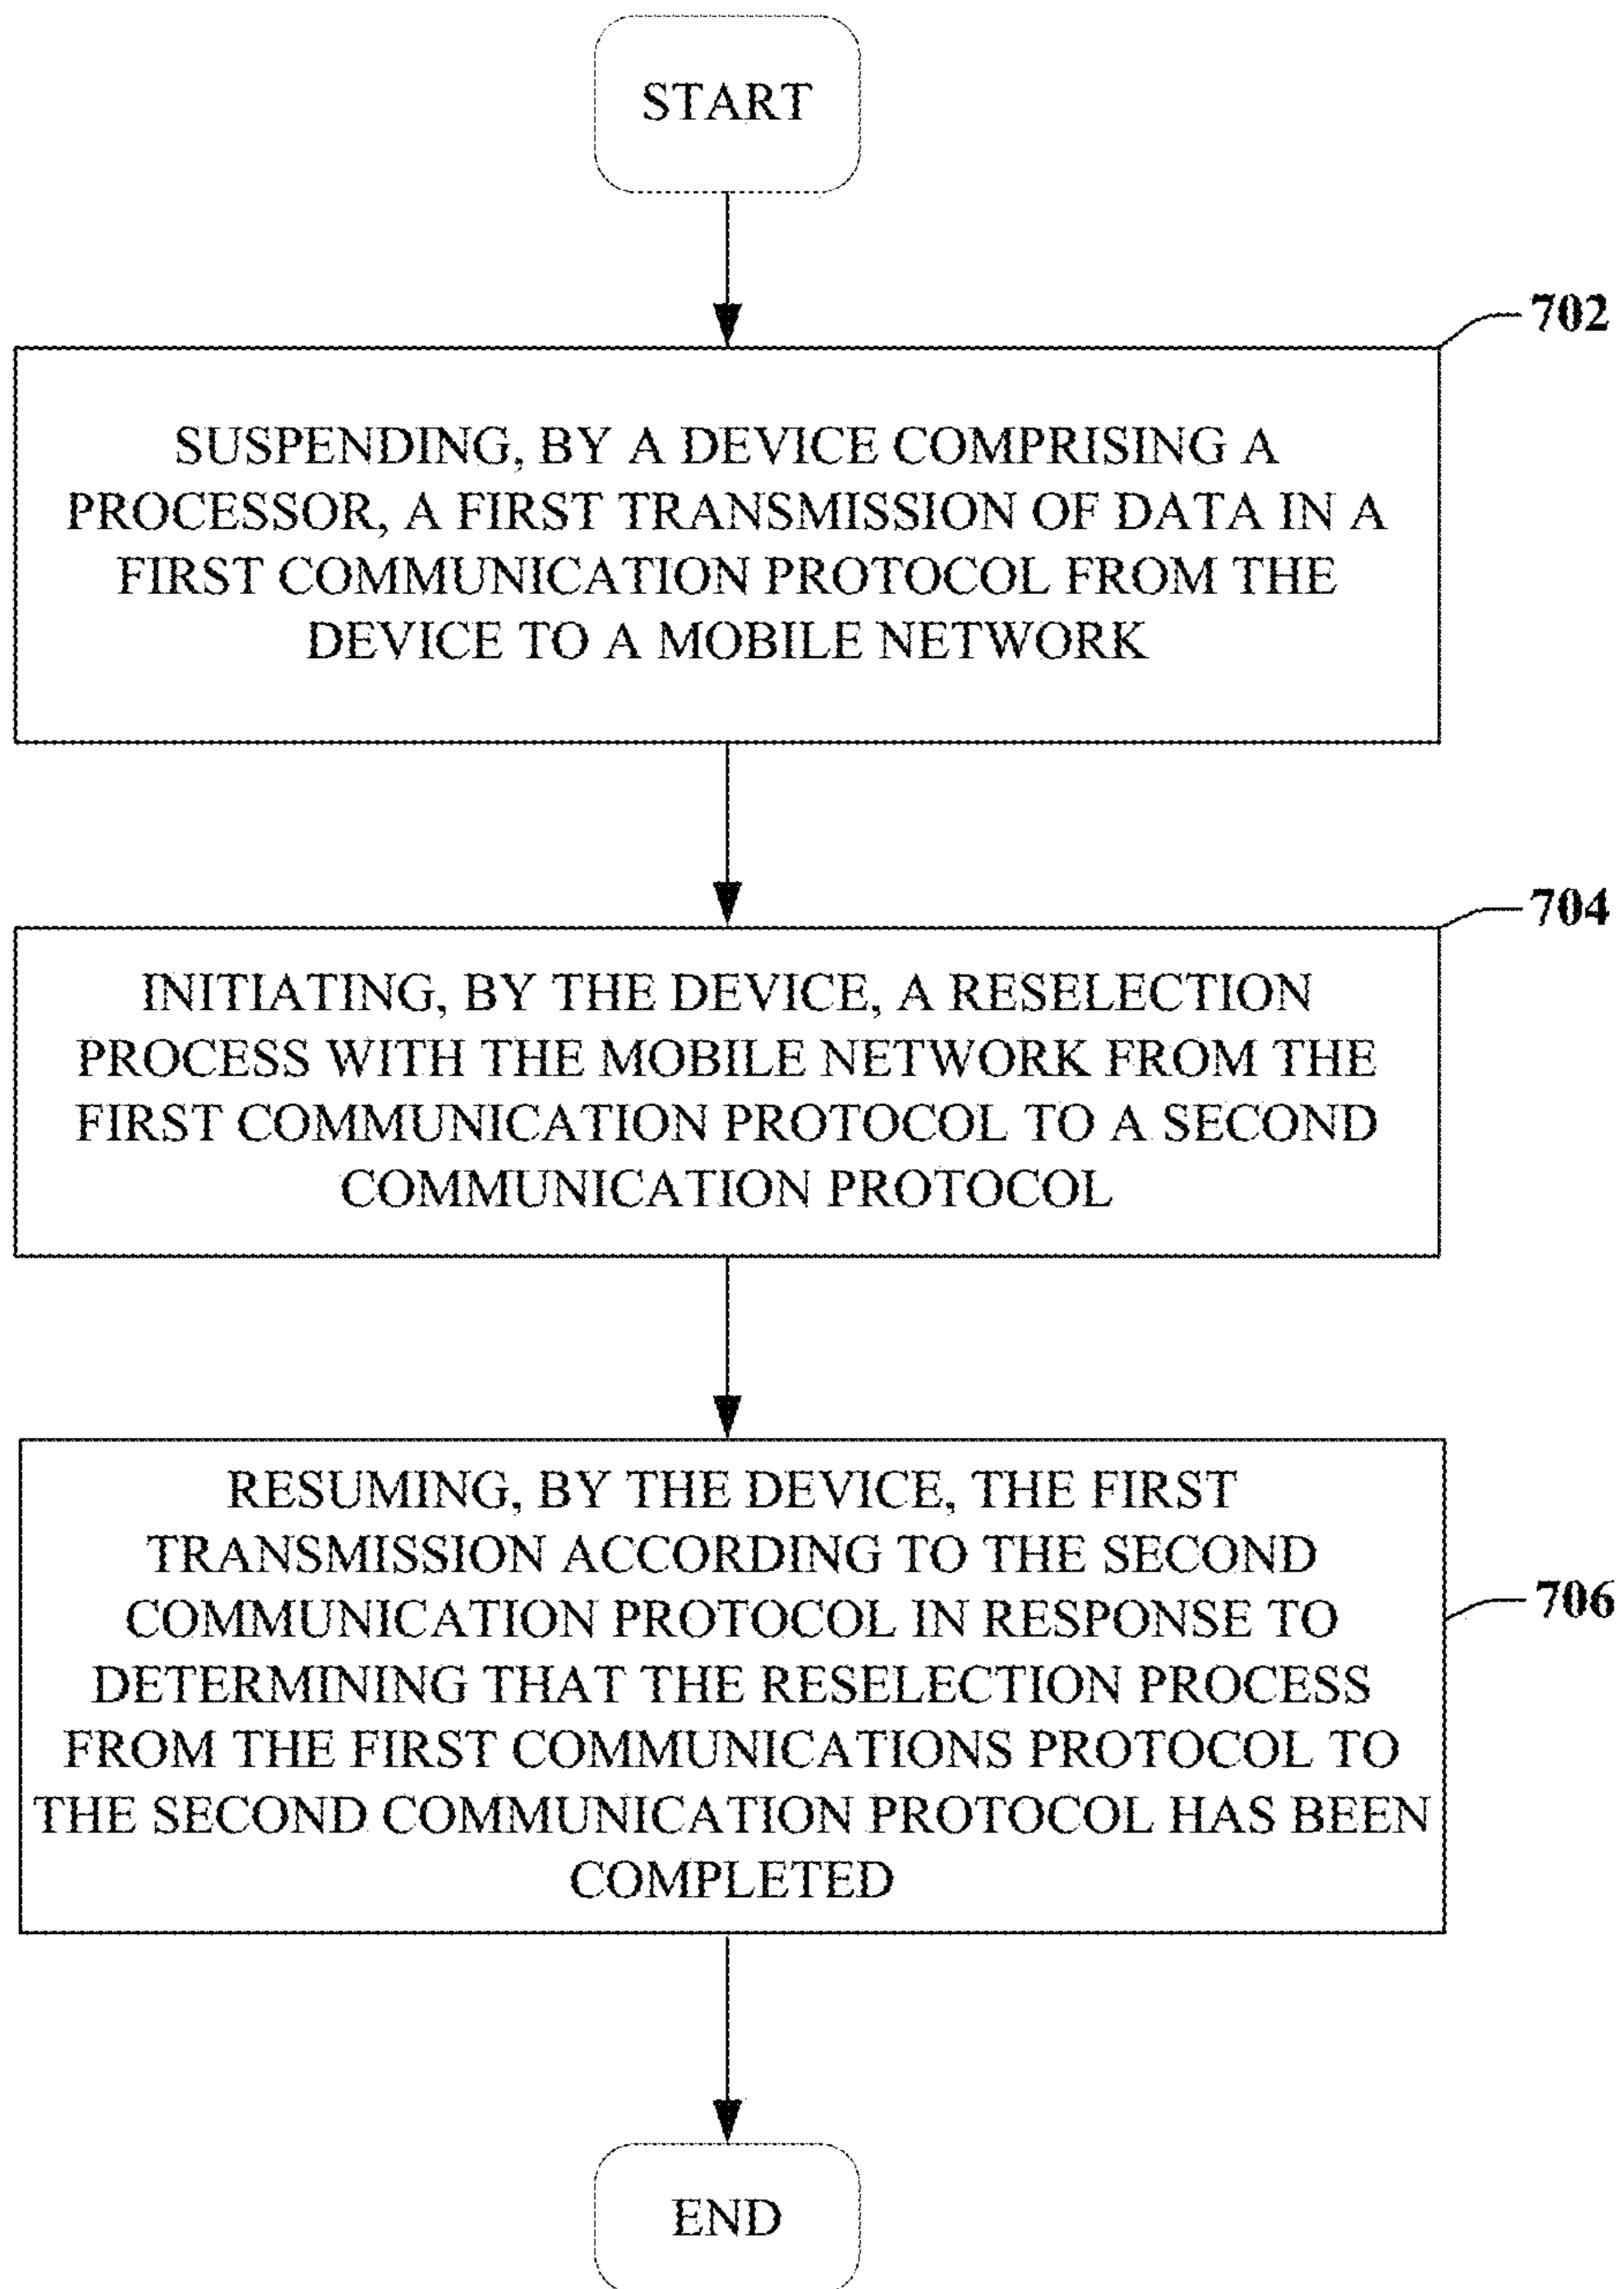 START
702
SUSPENDING, BY A DEVICE COMPRISING A
PROCESSOR, A FIRST TRANSMISSION OF DATA IN A
FIRST COMMUNICATION PROTOCOL FROM THE
DEVICE TO A MOBILE NETWORK
704
INITIATING, BY THE DEVICE, A RESELECTION
PROCESS WITH THE MOBILE NETWORK FROM THE
FIRST COMMUNICATION PROTOCOL TO A SECOND
COMMUNICATION PROTOCOL
RESUMING, BY THE DEVICE, THE FIRST
TRANSMISSION ACCORDING TO THE SECOND
COMMUNICATION PROTOCOL IN RESPONSE TO
706
DETERMINING THAT THE RESELECTION PROCESS
FROM THE FIRST COMMUNICATIONS PROTOCOL TO
THE SECOND COMMUNICATION PROTOCOL HAS BEEN
COMPLETED
END